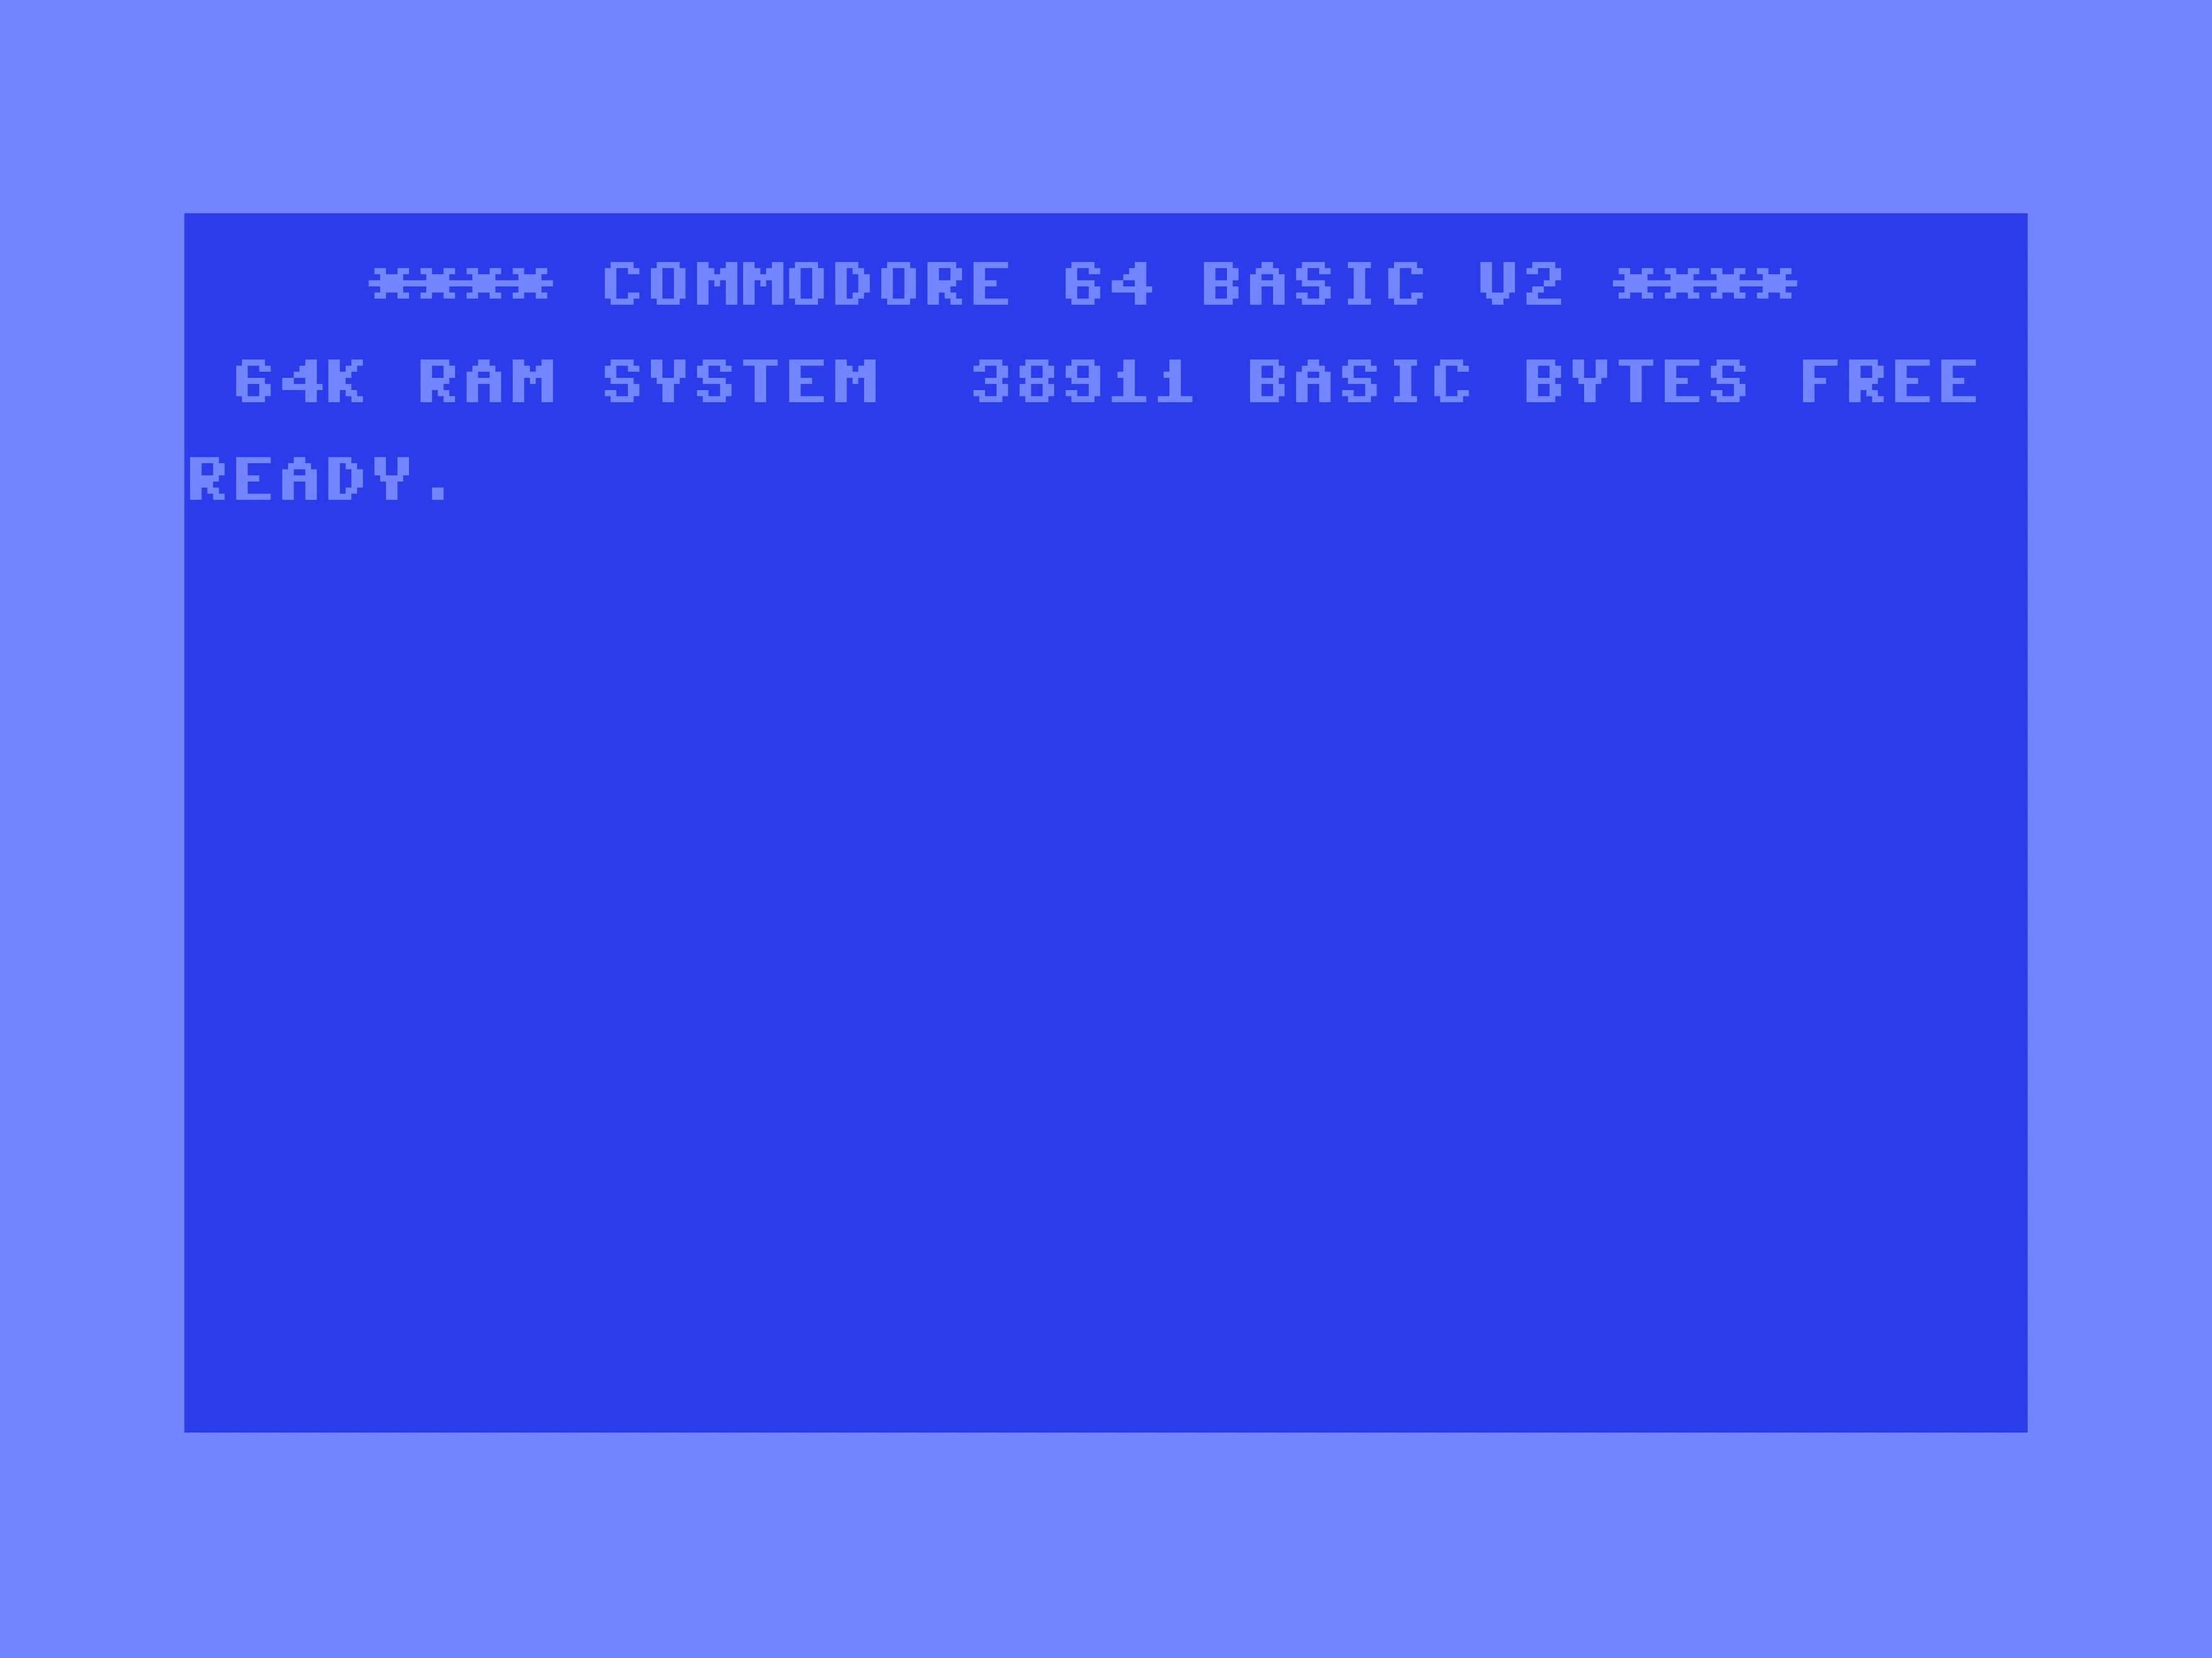 **** COMMODORE 64 BASIC V2 ****
64K RAM SYSTEM  38911 BASIC BYTES FREE
READY.